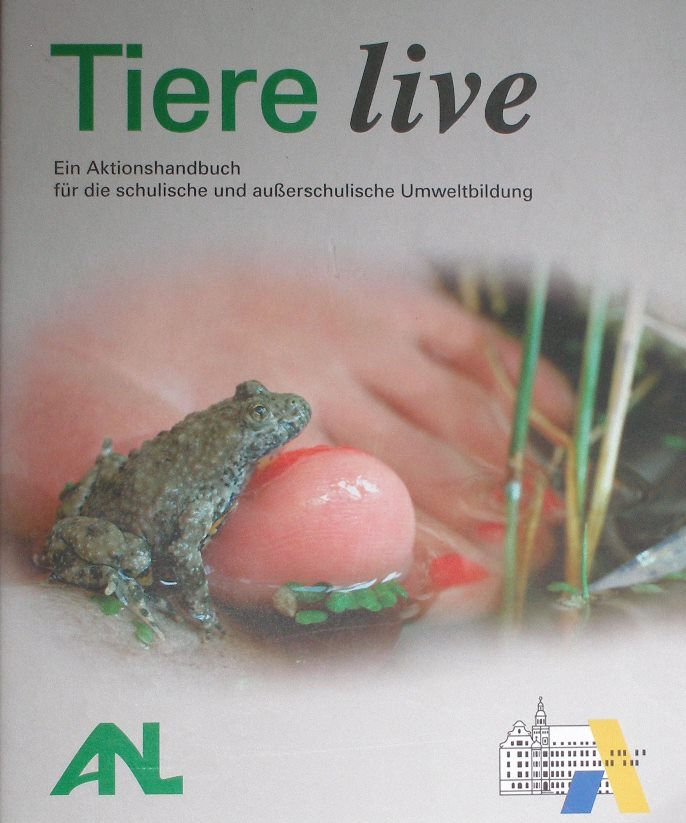 Tiere live
Ein Aktionshandbuch
für die schulische und außerschulische Umweltbildung
ANL